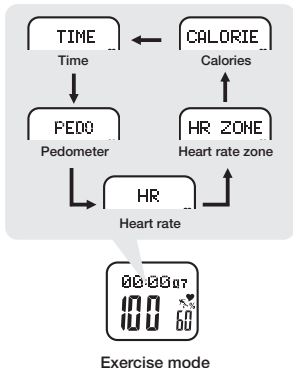 TIME
CALORIE
Time
Calories
PEDO
HR ZONE
Pedometer
Heart rate zone
HR
Heart rate
00:00 07
100 60
%
Exercise mode